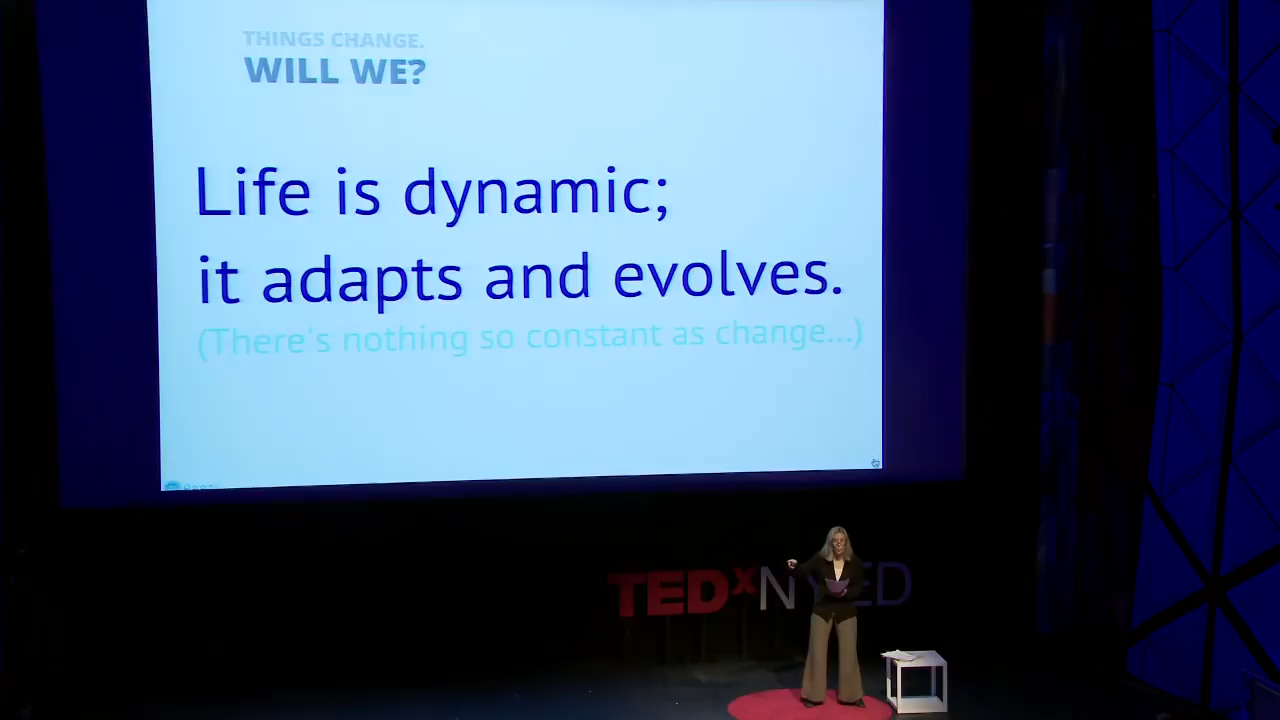 THINGS CHANGE.
WILL WE?
Life is dynamic;
it adapts and evolves.
(There's nothing so constant as change...)
TEDxNYED